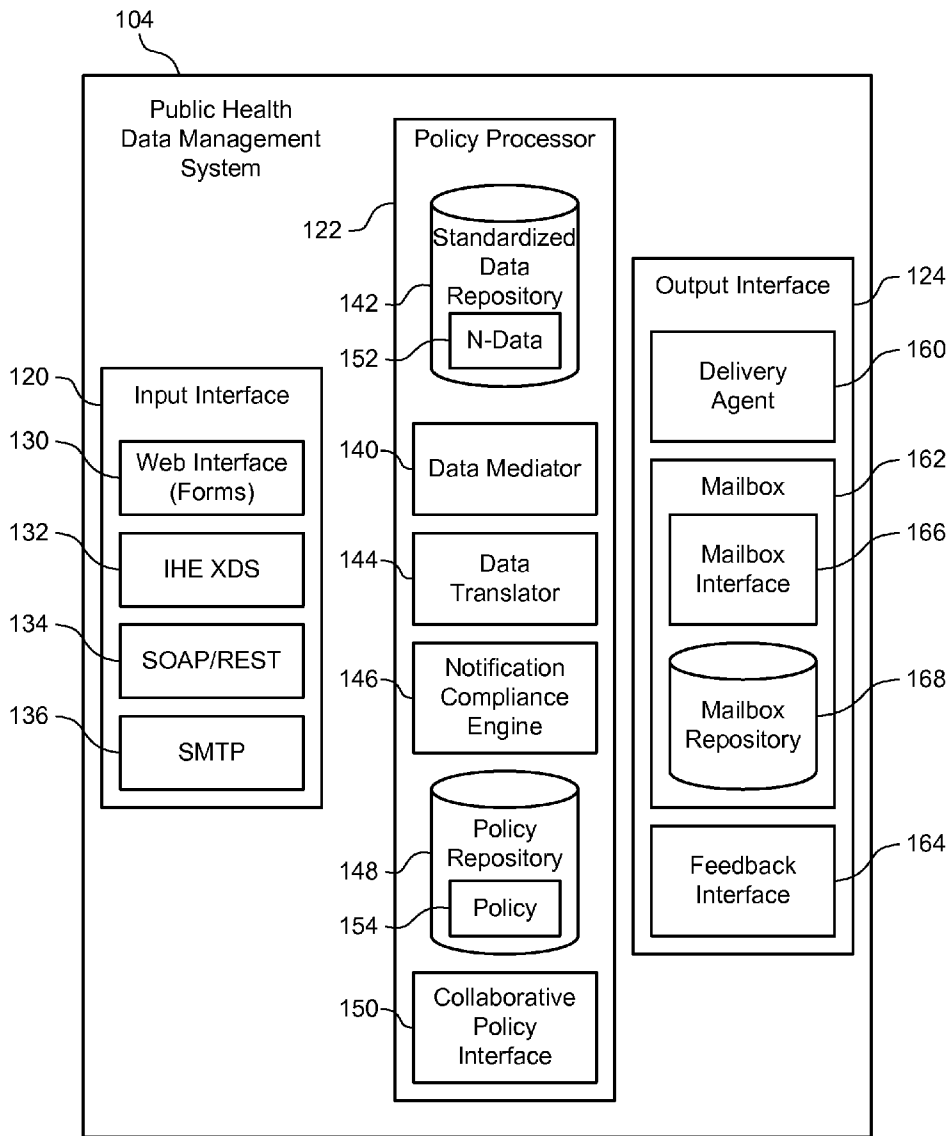 104
Public Health
Data Management
System
120
Input Interface
130
Web Interface
(Forms)
132
IHE XDS
134
SOAP/REST
136
SMTP
Policy Processor
122
Standardized
Data
Repository
142
N-Data
152
140
Data Mediator
144
Data
Translator
146
Notification
Compliance
Engine
Policy
Repository
148
Policy
154
150
Collaborative
Policy
Interface
Output Interface
124
Delivery
Agent
160
Mailbox
162
Mailbox
Interface
166
Mailbox
Repository
168
Feedback
Interface
164